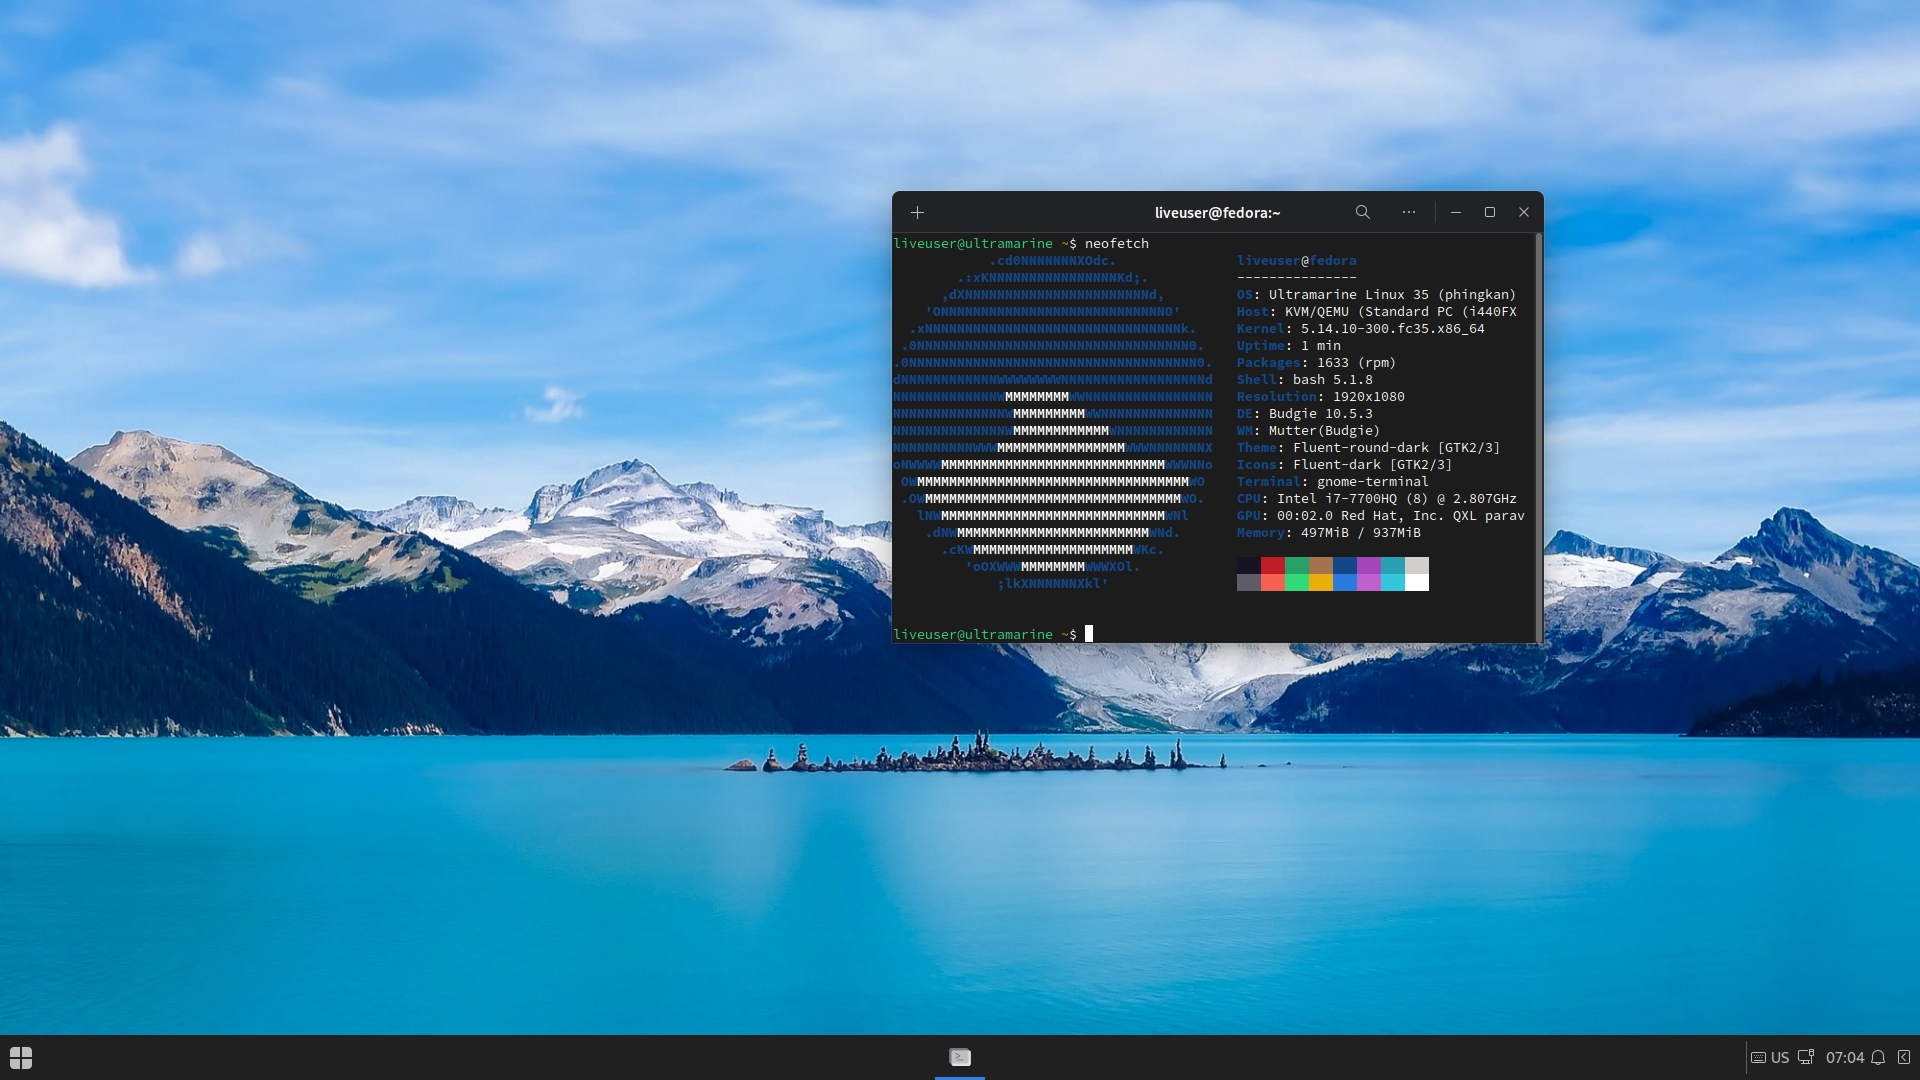 liveuser@fedora:~
liveuser@ultramarine ~$ neofetch
liveuser@fedora
---------------
OS: Ultramarine Linux 35 (phingkan)
Host: KVM/QEMU (Standard PC (i440FX
Kernel: 5.14.10-300.fc35.x86_64
Uptime: 1 min
Packages: 1633 (rpm)
Shell: bash 5.1.8
Resolution: 1920x1080
DE: Budgie 10.5.3
WM: Mutter(Budgie)
Theme: Fluent-round-dark [GTK2/3]
Icons: Fluent-dark [GTK2/3]
Terminal: gnome-terminal
CPU: Intel i7-7700HQ (8) @ 2.807GHz
GPU: 00:02.0 Red Hat, Inc. QXL parav
Memory: 497MiB / 937MiB
liveuser@ultramarine ~$
US 07:04